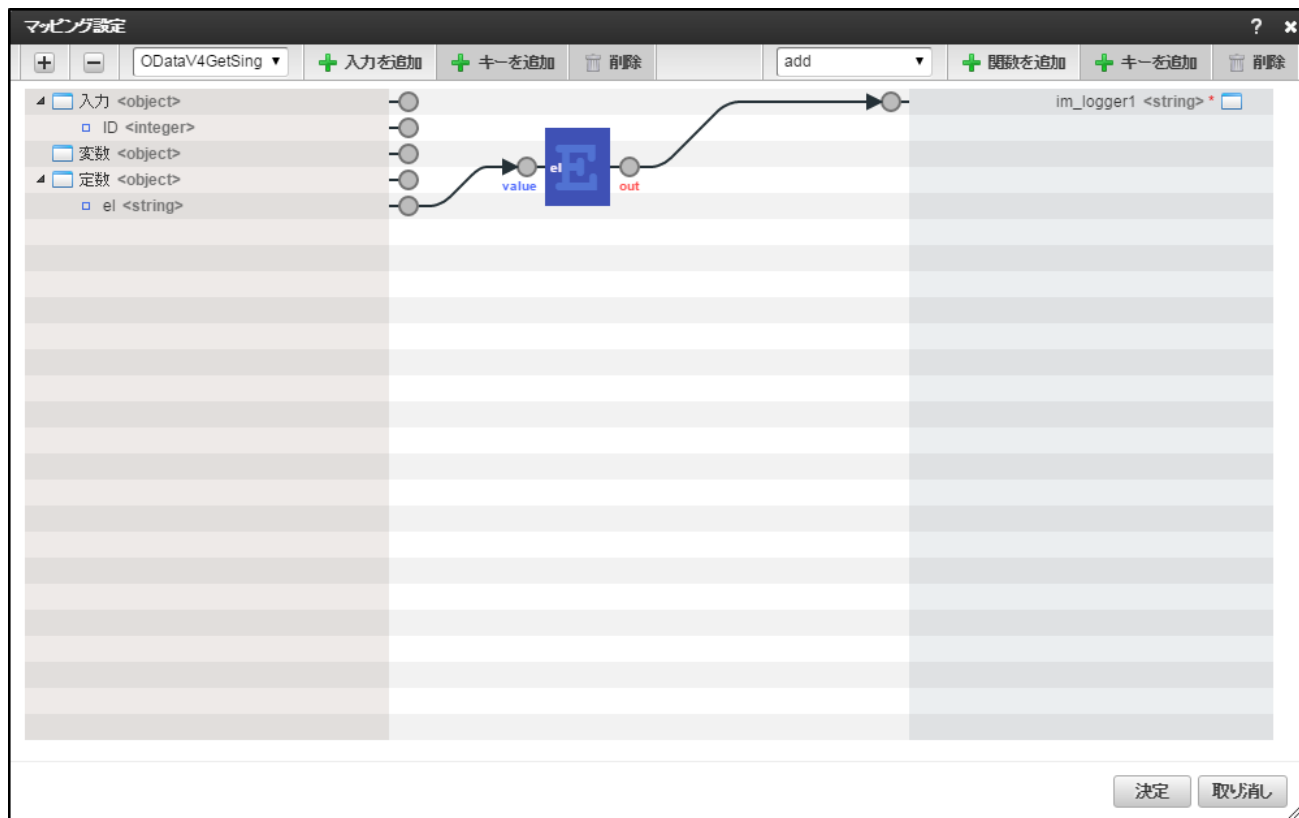 マッピング設定 ? ×
ODataV4GetSing ▼ 入力を追加 キーを追加 削除 add ▼ 関数を追加 キーを追加 削除
入力 <object> im_logger1 <string> *
ID <integer>
変数 <object>
el
value out
定数 <object>
el <string>
決定 取り消し